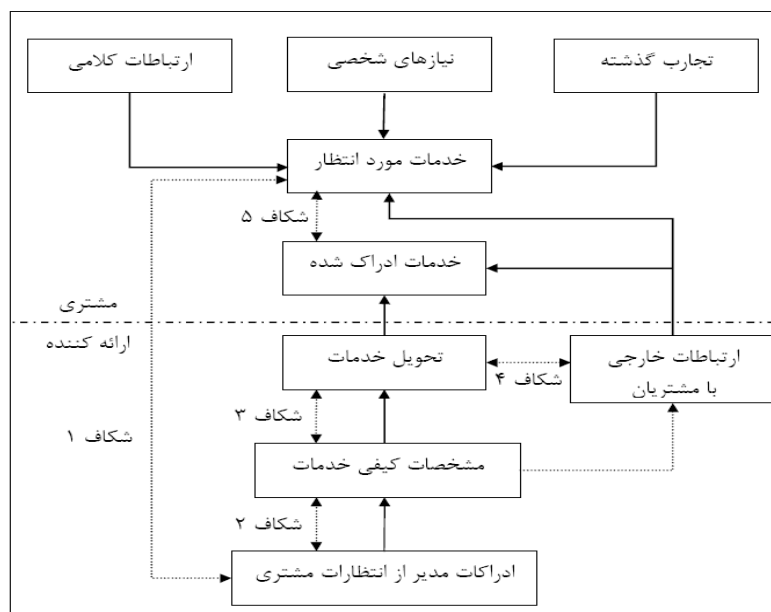 تجارب گذشته
نیازهای شخصی
ارتباطات کلامی
خدمات مورد انتظار
شکاف ۵
خدمات ادراک شده
مشتری
ارائه کننده
تحویل خدمات
شکاف ۴
ارتباطات خارجی
با مشتریان
شکاف ۳
شکاف ۱
مشخصات کیفی خدمات
شکاف ۲
ادراکات مدیر از انتظارات مشتری